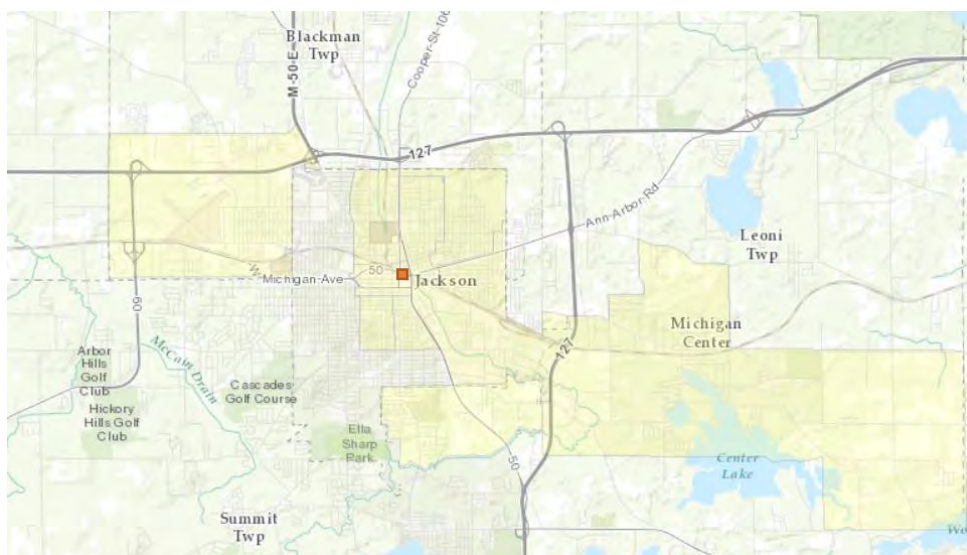 Blackman
Twp
M-50-E
Cooper-St-106
127
Ann-Arbor-Rd
Leoni
Twp
W-Michigan-Ave
50
Jackson
60
Michigan
Center
127
Arbor
Hills
Golf
Club
McCain Drain
Cascades
Golf Course
Hickory
Hills Golf
Club
Ella
Sharp
Park
50
Center
Lake
Summit
Twp